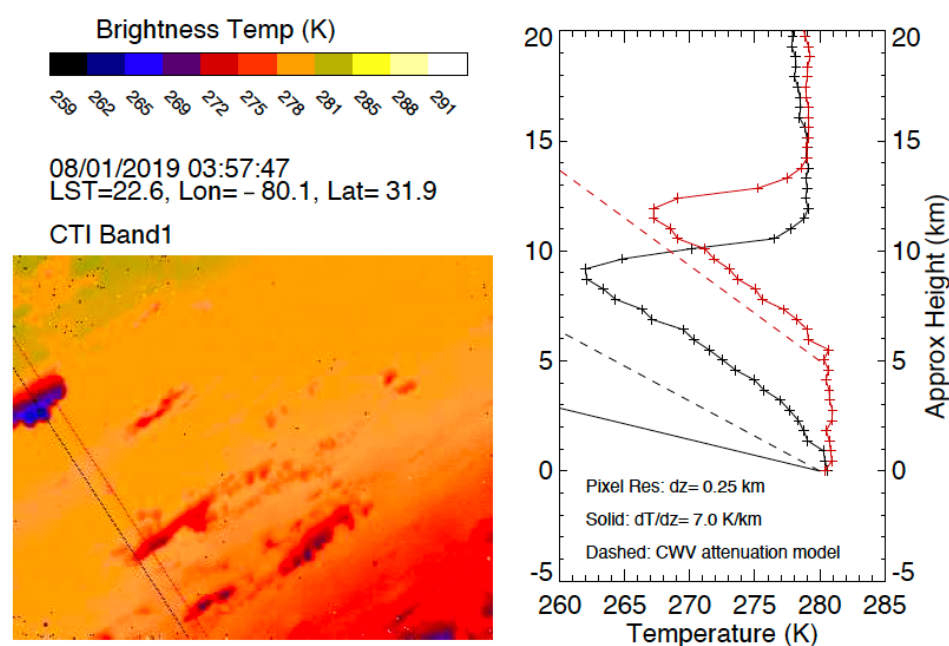 Brightness Temp (K)
259 262 265 269 272 275 278 281 285 288 291
08/01/2019 03:57:47
LST=22.6, Lon= – 80.1, Lat= 31.9
CTI Band1
20 20
15 15
10 10
5 5
0 0
-5 -5
Approx Height (km)
Pixel Res: dz= 0.25 km
Solid: dT/dz= 7.0 K/km
Dashed: CWV attenuation model
260 265 270 275 280 285
Temperature (K)